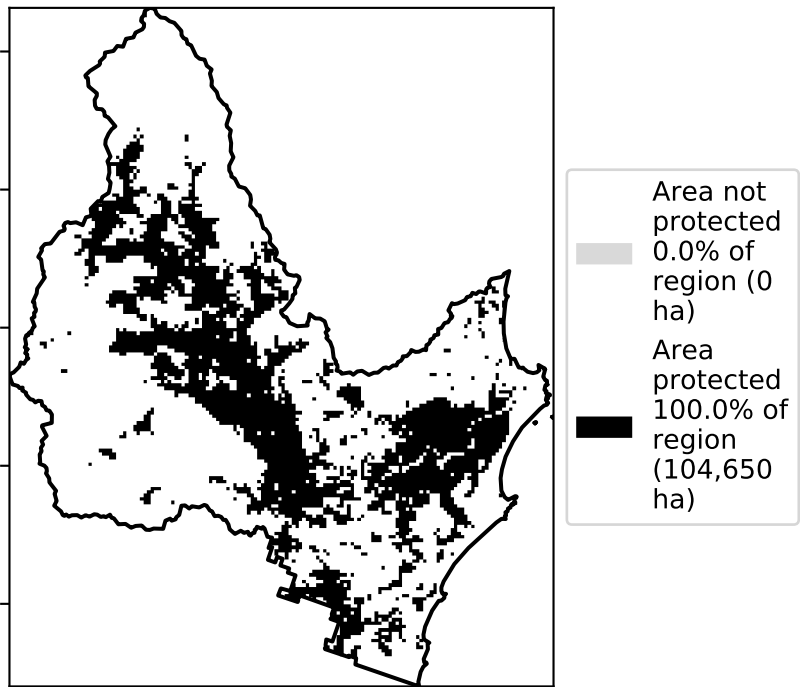 Area not
protected
0.0% of
region (0
ha)
Area
protected
100.0% of
region
(104,650
ha)